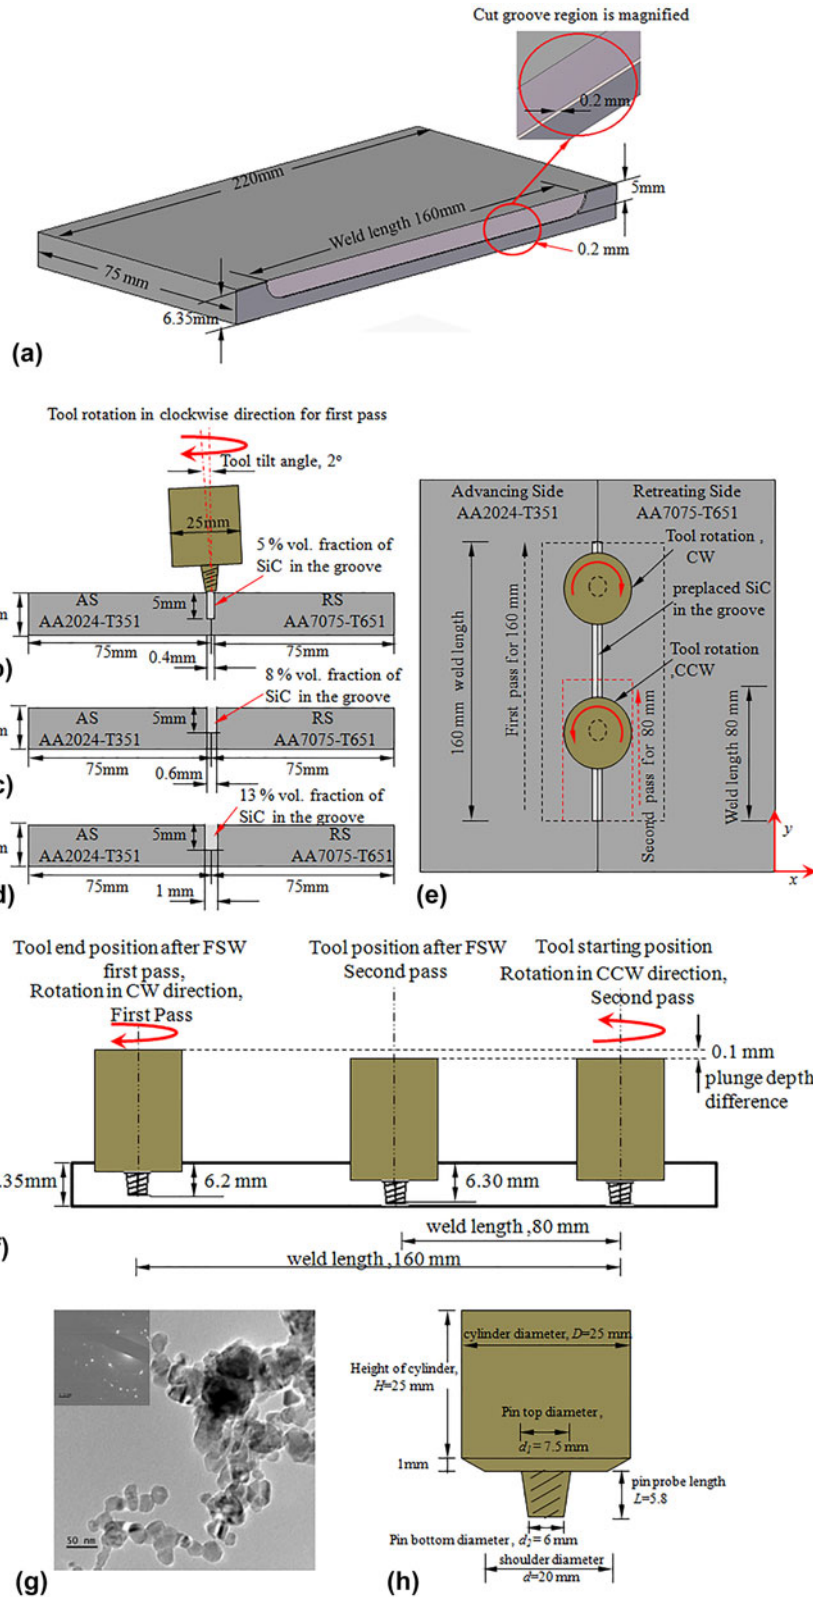 Cut groove region is magnified
0.2 mm
220mm
Weld length 160mm
5mm
0.2 mm
75 mm
6.35mm
(a)
Tool rotation in clockwise direction for first pass
Tool tilt angle, 2°
25mm
5 % vol. fraction of
SiC in the groove
AS
AA2024-T351
5mm
RS
AA7075-T651
75mm
75mm
0.4mm
8 % vol. fraction of
SiC in the groove
AS
AA2024-T351
5mm
RS
AA7075-T651
75mm
75mm
0.6mm
13 % vol. fraction of
SiC in the groove
AS
AA2024-T351
5mm
RS
AA7075-T651
75mm
75mm
1 mm
Advancing Side
AA2024-T351
Retreating Side
AA7075-T651
Tool rotation ,
CW
preplaced SiC
in the groove
Tool rotation
,CCW
160 mm weld length
First pass for 160 mm
Second pass for 80 mm
Weld length 80 mm
y
x
(e)
Tool end position after FSW
first pass,
Rotation in CW direction,
First Pass
Tool position after FSW
Second pass
Tool starting position
Rotation in CCW direction,
Second pass
0.1 mm
plunge depth
difference
.35mm
6.2 mm
6.30 mm
weld length ,80 mm
weld length ,160 mm
50 nm
(g)
cylinder diameter, D=25 mm
Height of cylinder,
H=25 mm
Pin top diameter ,
d1= 7.5 mm
1mm
pin probe length
L=5.8
Pin bottom diameter , d2= 6 mm
shoulder diameter
d=20 mm
(h)